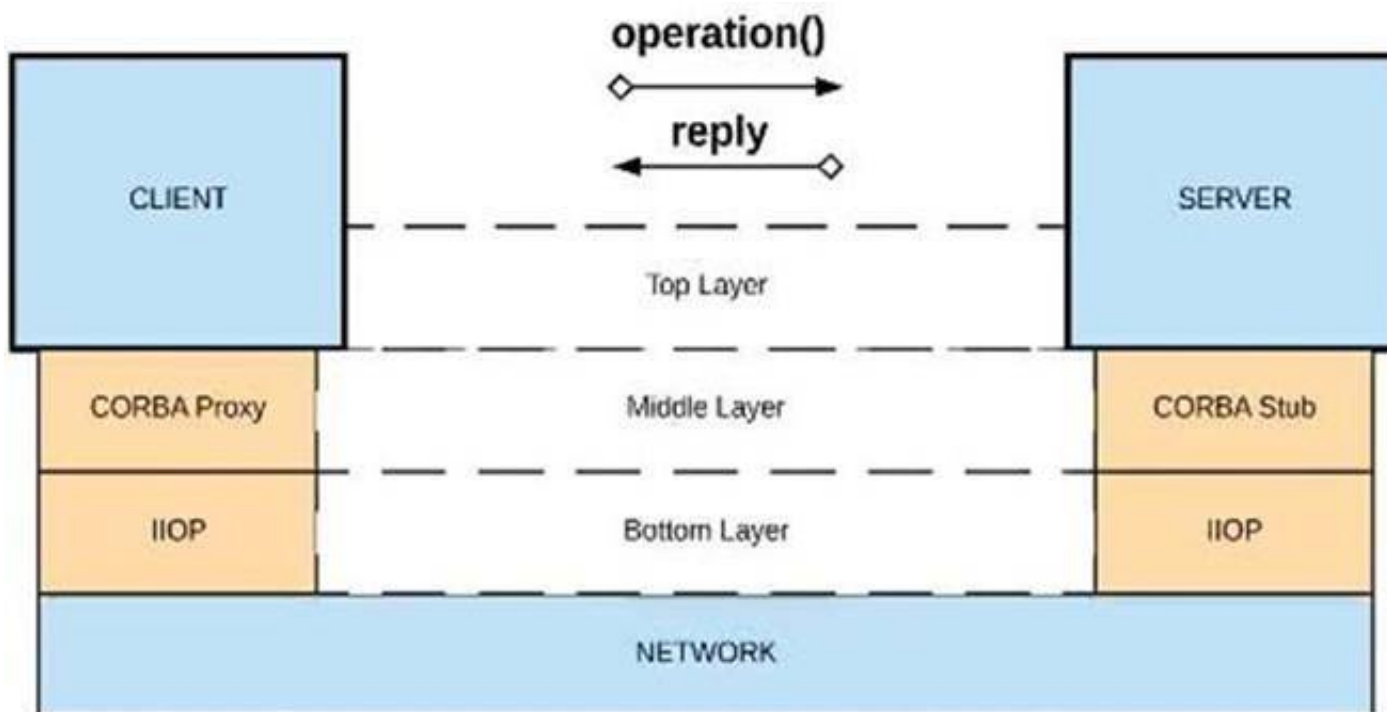 operation()
reply
CLIENT
SERVER
Top Layer
CORBA Proxy
Middle Layer
CORBA Stub
IIOP
Bottom Layer
IIOP
NETWORK